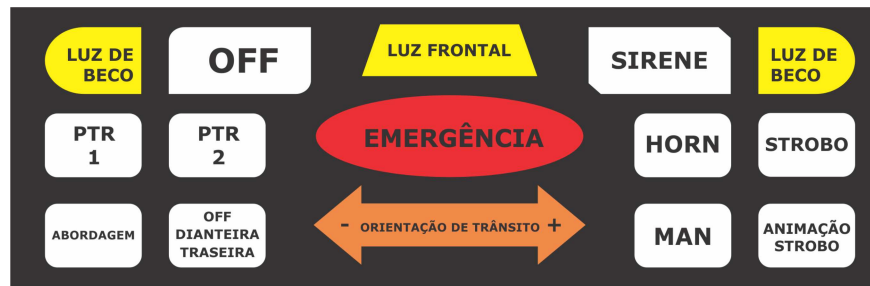 LUZ DE
BECO
OFF
LUZ FRONTAL
SIRENE
LUZ DE
BECO
PTR
1
PTR
2
EMERGÊNCIA
HORN
STROBO
ABORDAGEM
OFF
DIANTEIRA
TRASEIRA
- ORIENTAÇÃO DE TRÂNSITO +
MAN
ANIMAÇÃO
STROBO